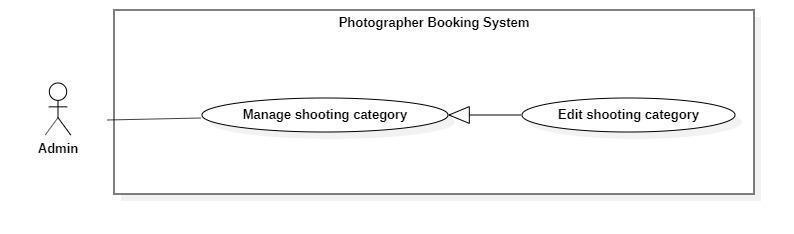 Photographer Booking System
Manage shooting category
Edit shooting category
Admin